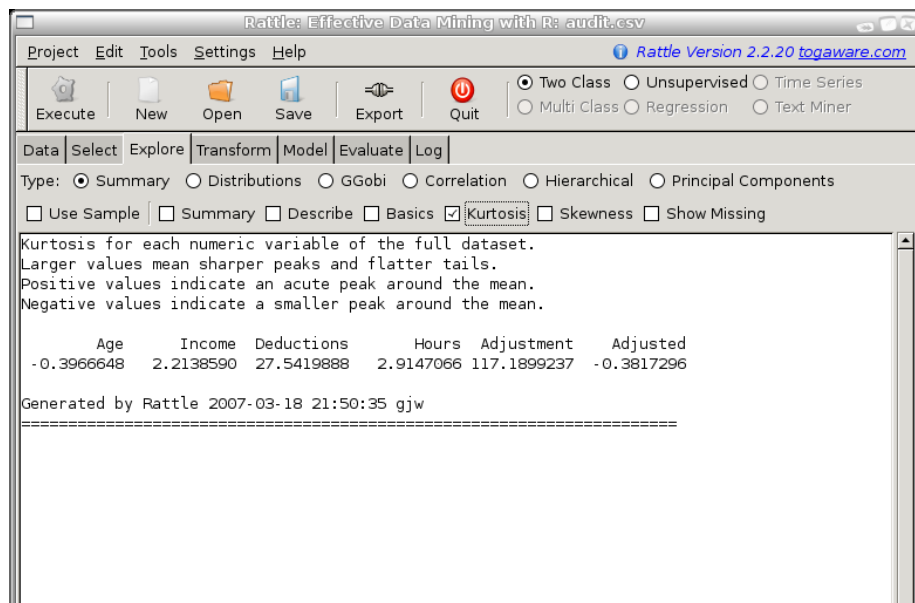 Rattle: Effective Data Mining with R: audit.csv
Project Edit Tools Settings Help Rattle Version 2.2.20 togaware.com
Execute New Open Save Export Quit
Two Class Unsupervised Time Series
Multi Class Regression Text Miner
Data Select Explore Transform Model Evaluate Log
Type: Summary Distributions GGobi Correlation Hierarchical Principal Components
Use Sample Summary Describe Basics Kurtosis Skewness Show Missing
Kurtosis for each numeric variable of the full dataset.
Larger values mean sharper peaks and flatter tails.
Positive values indicate an acute peak around the mean.
Negative values indicate a smaller peak around the mean.
Age Income Deductions Hours Adjustment Adjusted
-0.3966648 2.2138590 27.5419888 2.9147066 117.1899237 -0.3817296
Generated by Rattle 2007-03-18 21:50:35 gjw
======================================================================